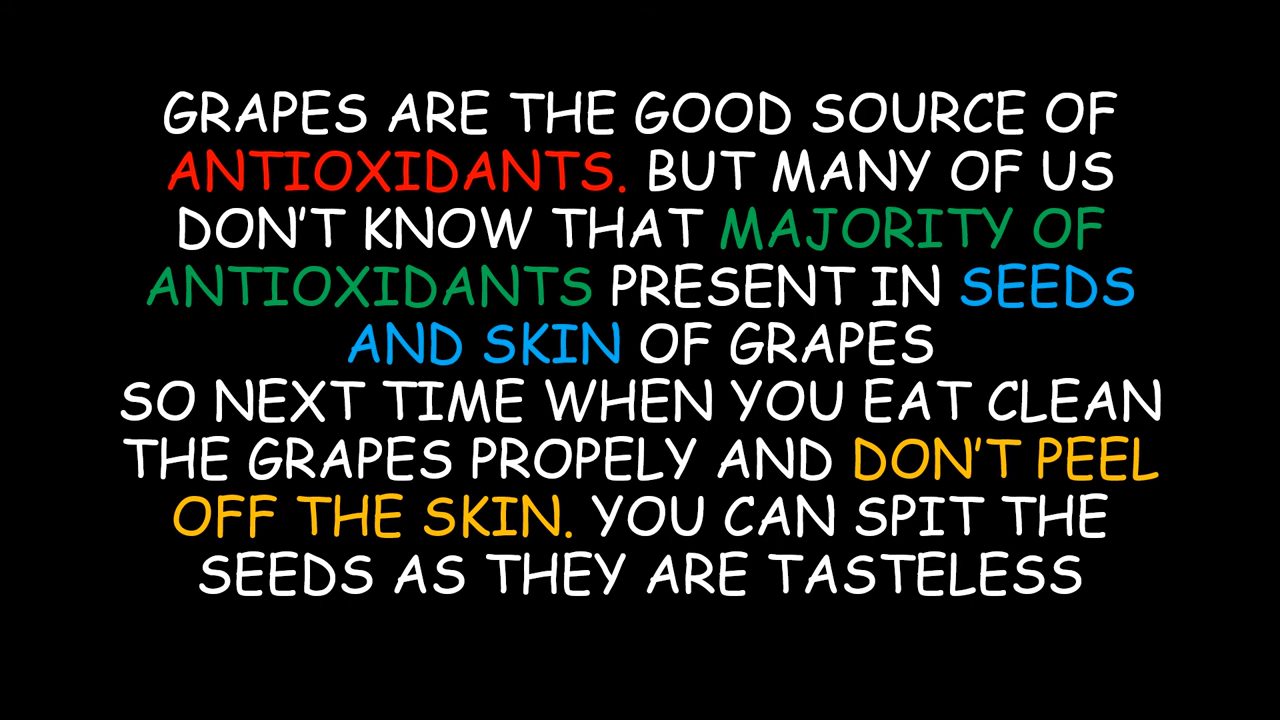 GRAPES ARE THE GOOD SOURCE OF
ANTIOXIDANTS. BUT MANY OF US
DON'T KNOW THAT MAJORITY OF
ANTIOXIDANTS PRESENT IN SEEDS
AND SKIN OF GRAPES
SO NEXT TIME WHEN YOU EAT CLEAN
THE GRAPES PROPELY AND DON'T PEEL
OFF THE SKIN. YOU CAN SPIT THE
SEEDS AS THEY ARE TASTELESS